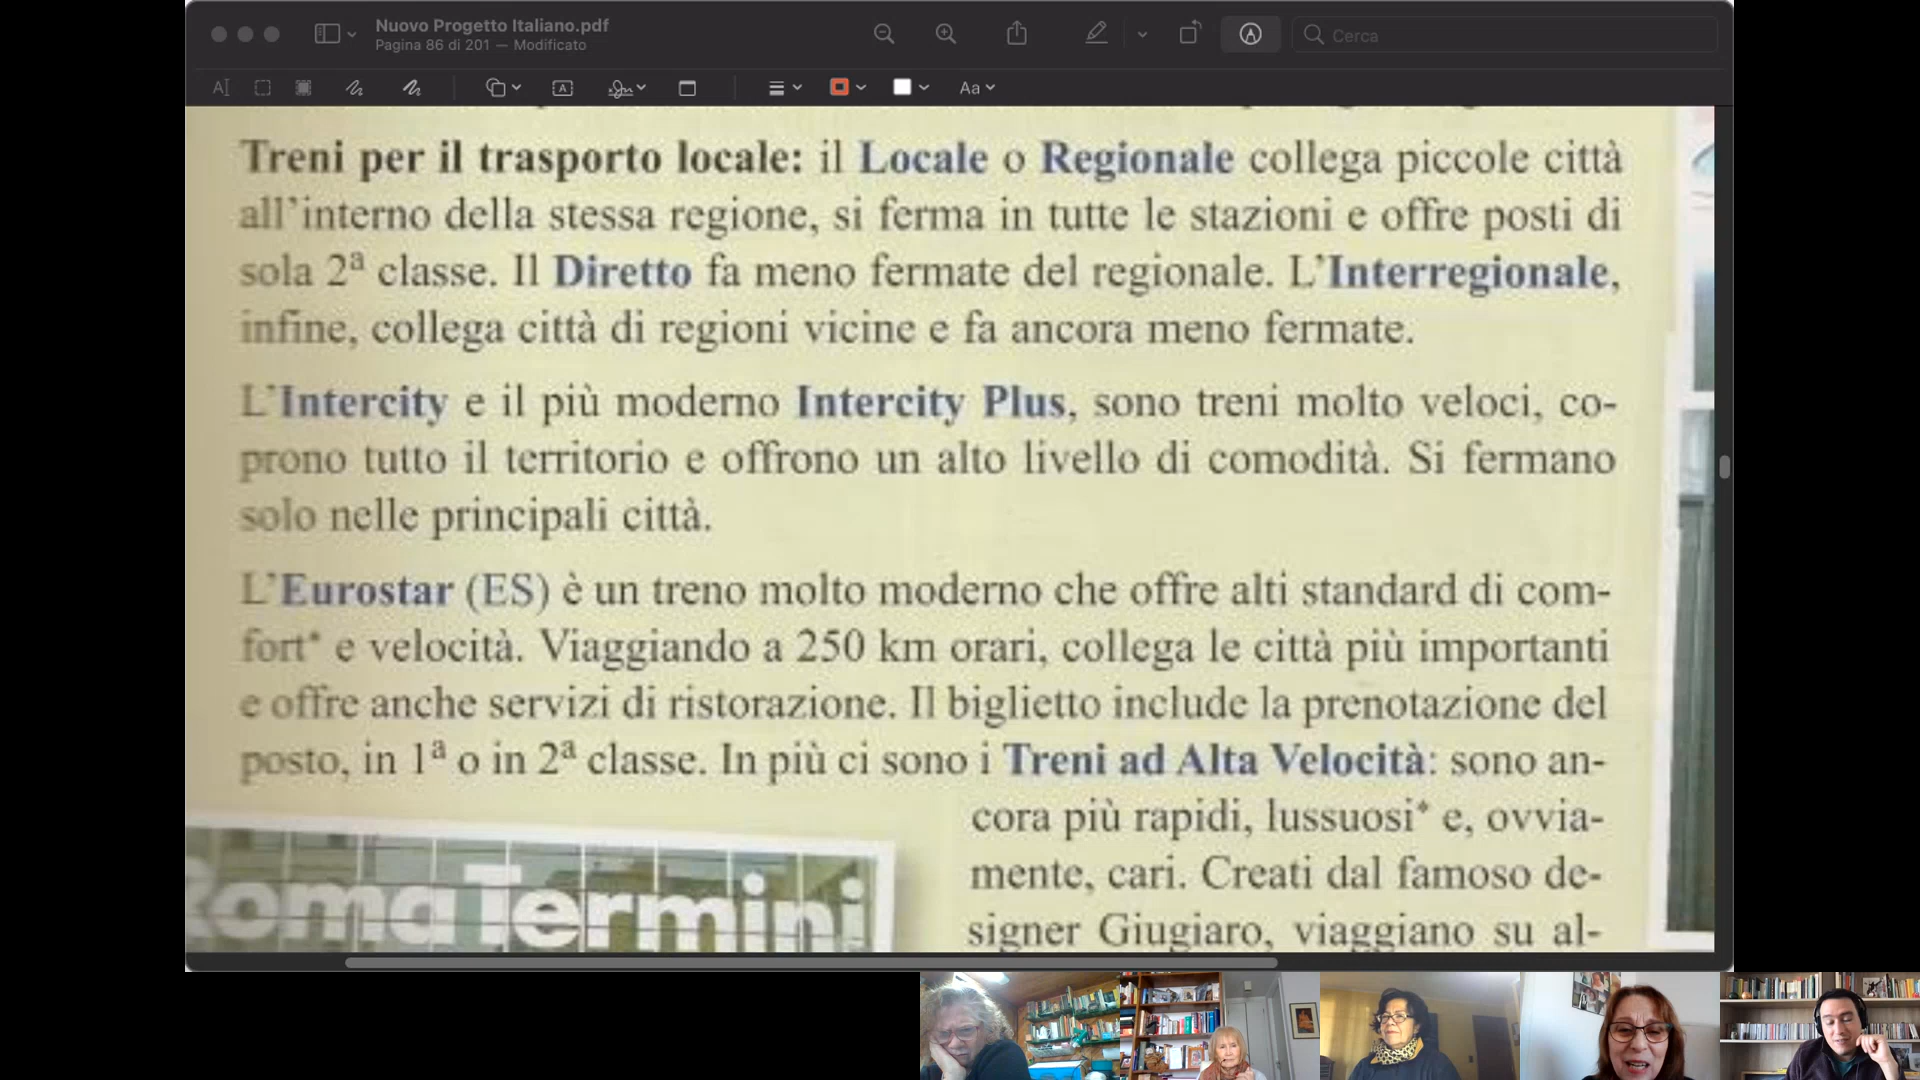 Nuovo Progetto Italiano.pdf
Pagina 86 di 201 — Modificato
Cerca
Aa
Treni per il trasporto locale: il Locale o Regionale collega piccole città
all'interno della stessa regione, si ferma in tutte le stazioni e offre posti di
sola 2ª classe. Il Diretto fa meno fermate del regionale. L'Interregionale,
infine, collega città di regioni vicine e fa ancora meno fermate.
L'Intercity e il più moderno Intercity Plus, sono treni molto veloci, co-
prono tutto il territorio e offrono un alto livello di comodità. Si fermano
solo nelle principali città.
L'Eurostar (ES) è un treno molto moderno che offre alti standard di com-
fort* e velocità. Viaggiando a 250 km orari, collega le città più importanti
e offre anche servizi di ristorazione. Il biglietto include la prenotazione del
posto, in 1ª o in 2ª classe. In più ci sono i Treni ad Alta Velocità: sono an-
cora più rapidi, lussuosi* e, ovvia-
mente, cari. Creati dal famoso de-
signer Giugiaro, viaggiano su al-
Roma Termini